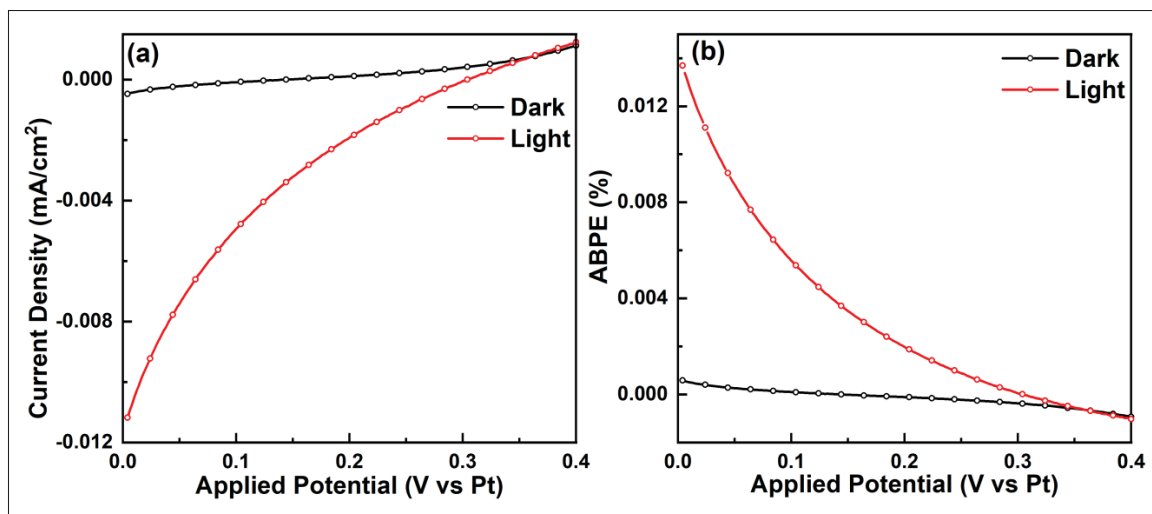 (a)
0.000
-0.004
-0.008
-0.012
Current Density (mA/cm²)
Dark
Light
0.0 0.1 0.2 0.3 0.4
Applied Potential (V vs Pt)
(b)
0.012
0.008
0.004
0.000
ABPE (%)
Dark
Light
0.0 0.1 0.2 0.3 0.4
Applied Potential (V vs Pt)